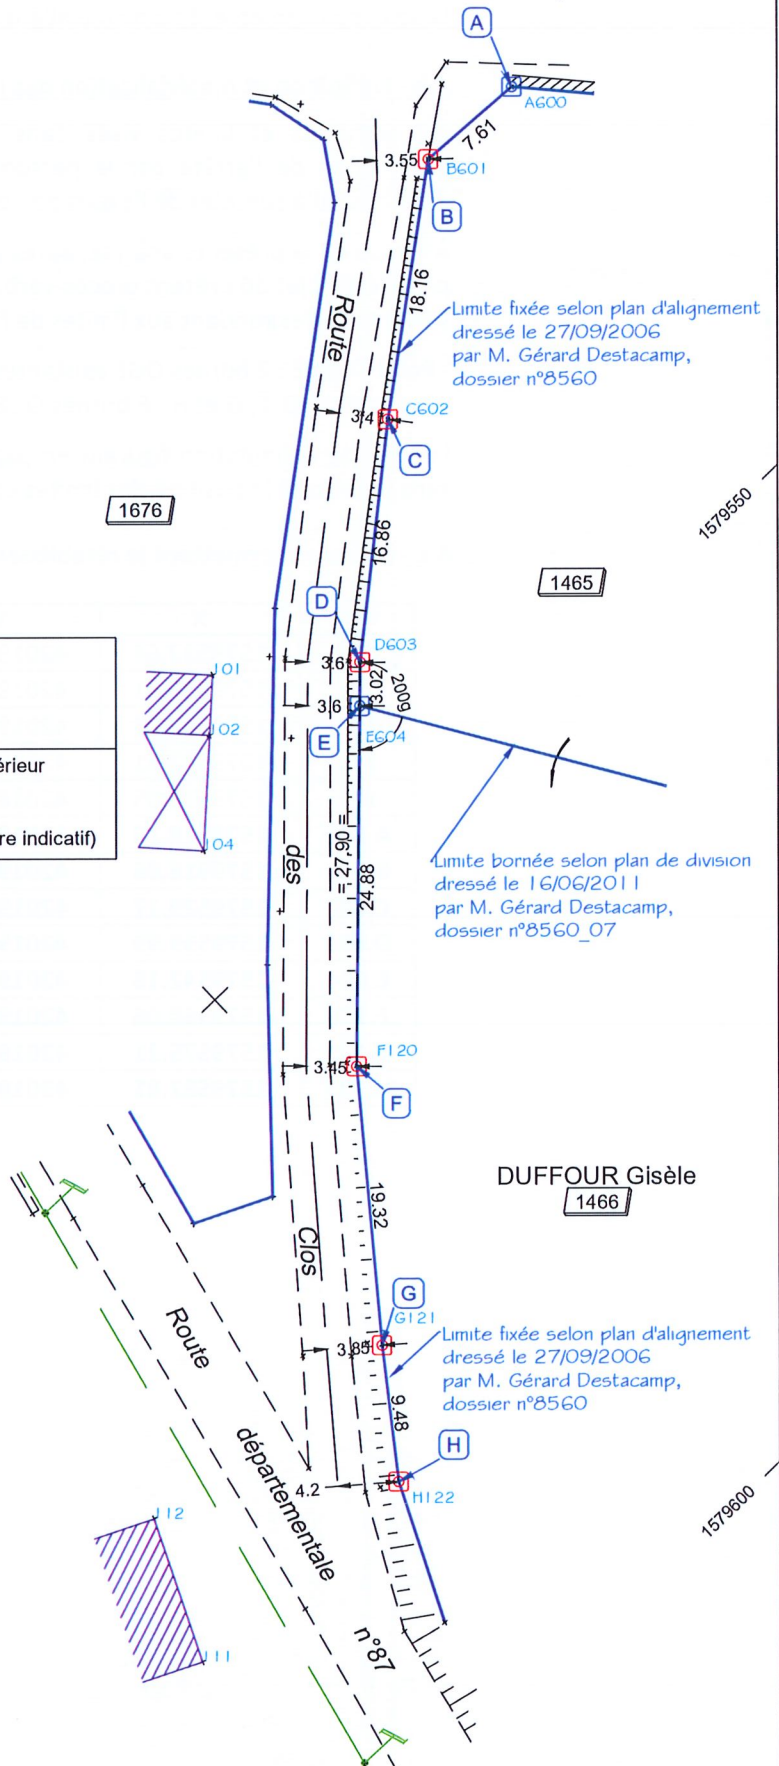 A
A600
7.61
3.55
B601
B
18.16
Route
Limite fixée selon plan d'alignement
dressé le 27/09/2006
par M. Gérard Destacamp,
dossier n°8560
3.4
C602
C
1676
1579550
16.86
1465
D
D603
3.6
3.02
200g
J01
3.6
E
E604
J02
érieur
re indicatif)
J04
des
= 27.90 =
24.88
Limite bornée selon plan de division
dressé le 16/06/2011
par M. Gérard Destacamp,
dossier n°8560_07
F120
3.45
F
DUFFOUR Gisèle
1466
19.32
Clos
G
G121
3.85
Limite fixée selon plan d'alignement
dressé le 27/09/2006
par M. Gérard Destacamp,
dossier n°8560
9.48
Route
départementale
n°87
H
4.2
H122
1579600
J12
J11